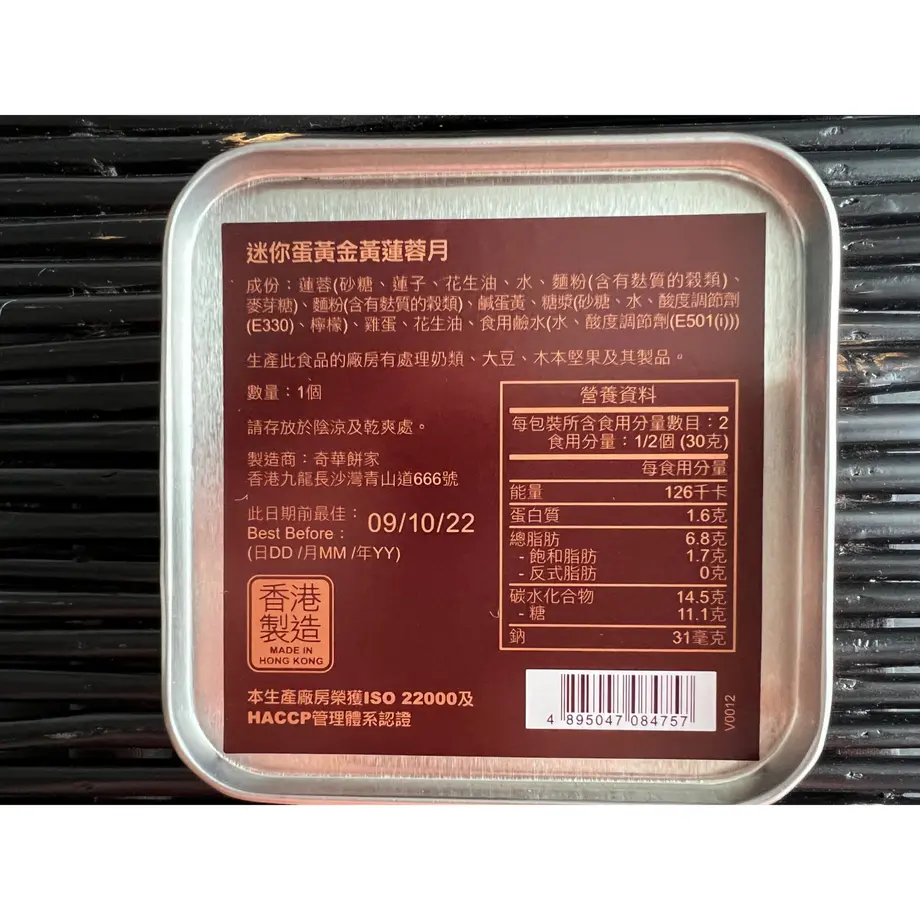 迷你蛋黃金黃蓮蓉月
成份：蓮蓉(砂糖、蓮子、花生油、水、麵粉(含有麩質的穀類)、
麥芽糖)、麵粉(含有麩質的穀類)、鹹蛋黃、糖漿(砂糖、水、酸度調節劑
(E330)、檸檬)、雞蛋、花生油、食用鹼水(水、酸度調節劑(E501(i)))
生產此食品的廠房有處理奶類、大豆、木本堅果及其製品。
數量：1個
請存放於陰涼及乾爽處。
製造商：奇華餅家
香港九龍長沙灣青山道666號
此日期前最佳：
Best Before：
09/10/22
(日DD /月MM /年YY)
香港
製造
MADE IN
HONG KONG
本生產廠房榮獲ISO 22000及
HACCP管理體系認證
營養資料
每包裝所含食用分量數目：2
食用分量：1/2個 (30克)
每食用分量
能量 126千卡
蛋白質 1.6克
總脂肪 6.8克
- 飽和脂肪 1.7克
- 反式脂肪 0克
碳水化合物 14.5克
- 糖 11.1克
鈉 31毫克
4 895047 084757
V0012